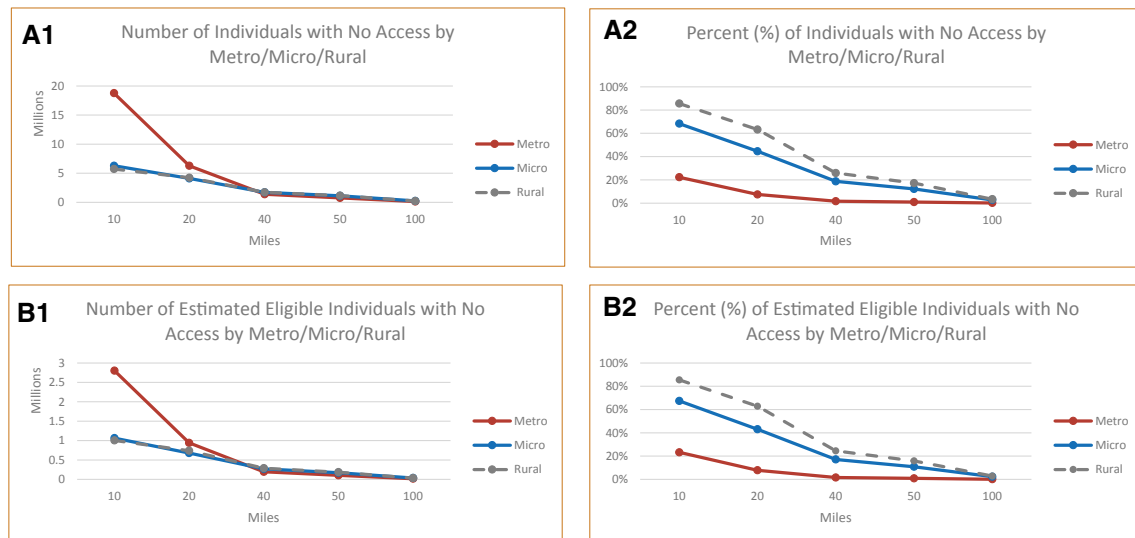 A1
Number of Individuals with No Access by
Metro/Micro/Rural
Millions
20
15
10
5
0
10 20 40 50 100
Miles
Metro
Micro
Rural
A2
Percent (%) of Individuals with No Access by
Metro/Micro/Rural
100%
80%
60%
40%
20%
0%
10 20 40 50 100
Miles
Metro
Micro
Rural
B1
Number of Estimated Eligible Individuals with No
Access by Metro/Micro/Rural
Millions
3
2.5
2
1.5
1
0.5
0
10 20 40 50 100
Miles
Metro
Micro
Rural
B2
Percent (%) of Estimated Eligible Individuals with No
Access by Metro/Micro/Rural
100%
80%
60%
40%
20%
0%
10 20 40 50 100
Miles
Metro
Micro
Rural